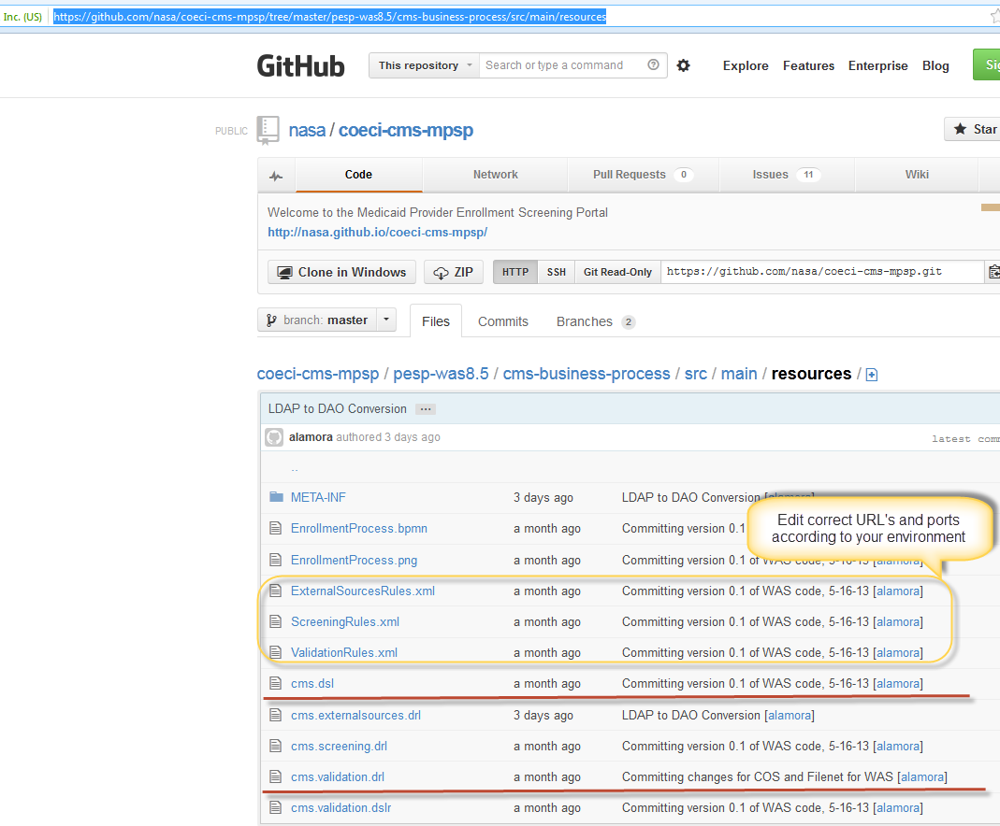 Inc. (US) https://github.com/nasa/coeci-cms-mpsp/tree/master/pesp-was8.5/cms-business-process/src/main/resources
GitHub This repository Search or type a command Explore Features Enterprise Blog
PUBLIC nasa / coeci-cms-mpsp Star
Code Network Pull Requests 0 Issues 11 Wiki
Welcome to the Medicaid Provider Enrollment Screening Portal
http://nasa.github.io/coeci-cms-mpsp/
Clone in Windows ZIP HTTP SSH Git Read-Only https://github.com/nasa/coeci-cms-mpsp.git
branch: master Files Commits Branches 2
coeci-cms-mpsp / pesp-was8.5 / cms-business-process / src / main / resources /
LDAP to DAO Conversion ...
alamora authored 3 days ago latest
..
META-INF 3 days ago LDAP to DAO Conversion [alamora]
Edit correct URL's and ports
according to your environment
EnrollmentProcess.bpmn a month ago Committing version 0.1
EnrollmentProcess.png a month ago Committing version 0.1 of WAS code, 5-16-13 [alamora]
ExternalSourcesRules.xml a month ago Committing version 0.1 of WAS code, 5-16-13 [alamora]
ScreeningRules.xml a month ago Committing version 0.1 of WAS code, 5-16-13 [alamora]
ValidationRules.xml a month ago Committing version 0.1 of WAS code, 5-16-13 [alamora]
cms.dsl a month ago Committing version 0.1 of WAS code, 5-16-13 [alamora]
cms.externalsources.drl 3 days ago LDAP to DAO Conversion [alamora]
cms.screening.drl a month ago Committing version 0.1 of WAS code, 5-16-13 [alamora]
cms.validation.drl a month ago Committing changes for COS and Filenet for WAS [alamora]
cms.validation.dslr a month ago Committing version 0.1 of WAS code, 5-16-13 [alamora]